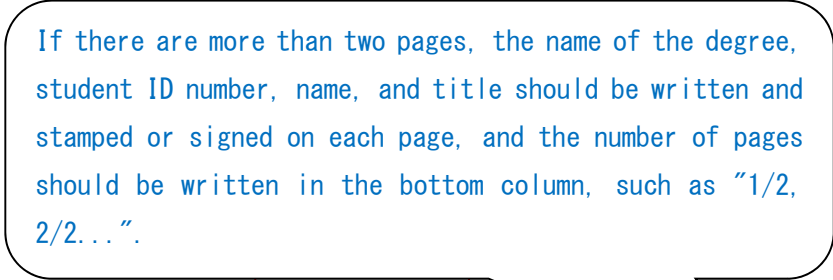 If there are more than two pages, the name of the degree,
student ID number, name, and title should be written and
stamped or signed on each page, and the number of pages
should be written in the bottom column, such as "1/2,
2/2...".